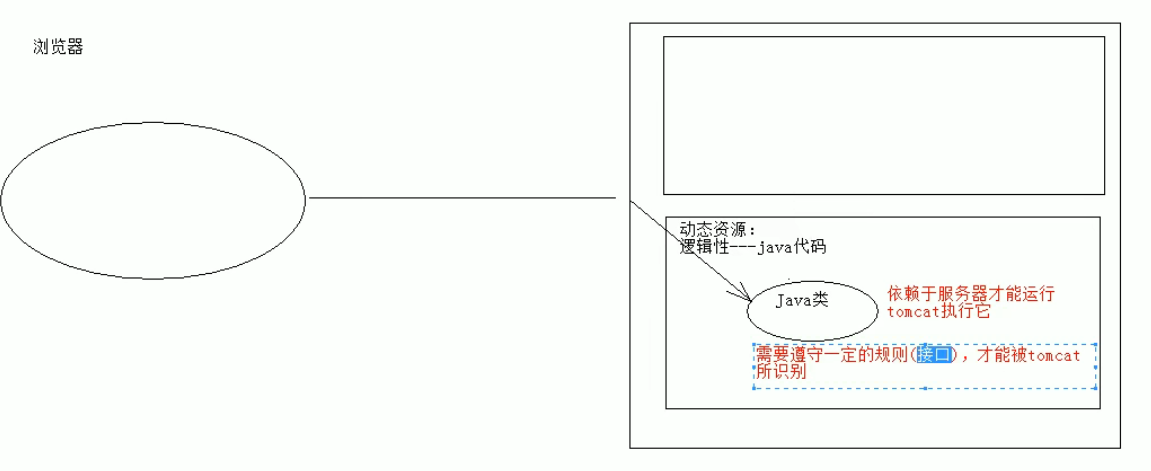 浏览器
动态资源:
逻辑性---java代码
Java类
依赖于服务器才能运行
tomcat执行它
需要遵守一定的规则(接口),才能被tomcat
所识别